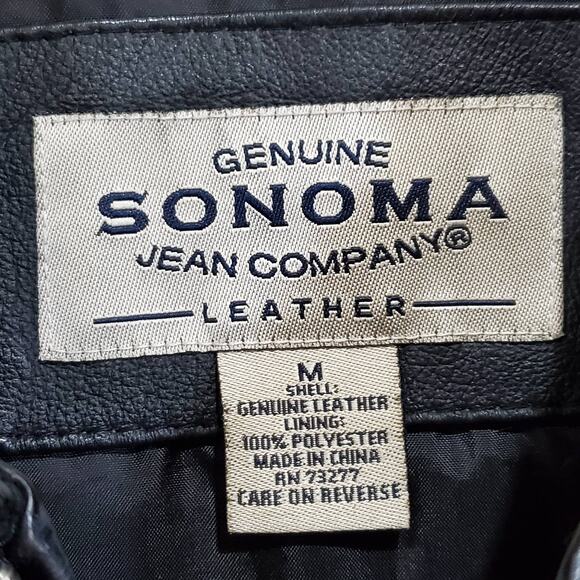 GENUINE
SONOMA
JEAN COMPANY®
LEATHER
M
SHELL:
GENUINE LEATHER
LINING:
100% POLYESTER
MADE IN CHINA
RN 73277
CARE ON REVERSE